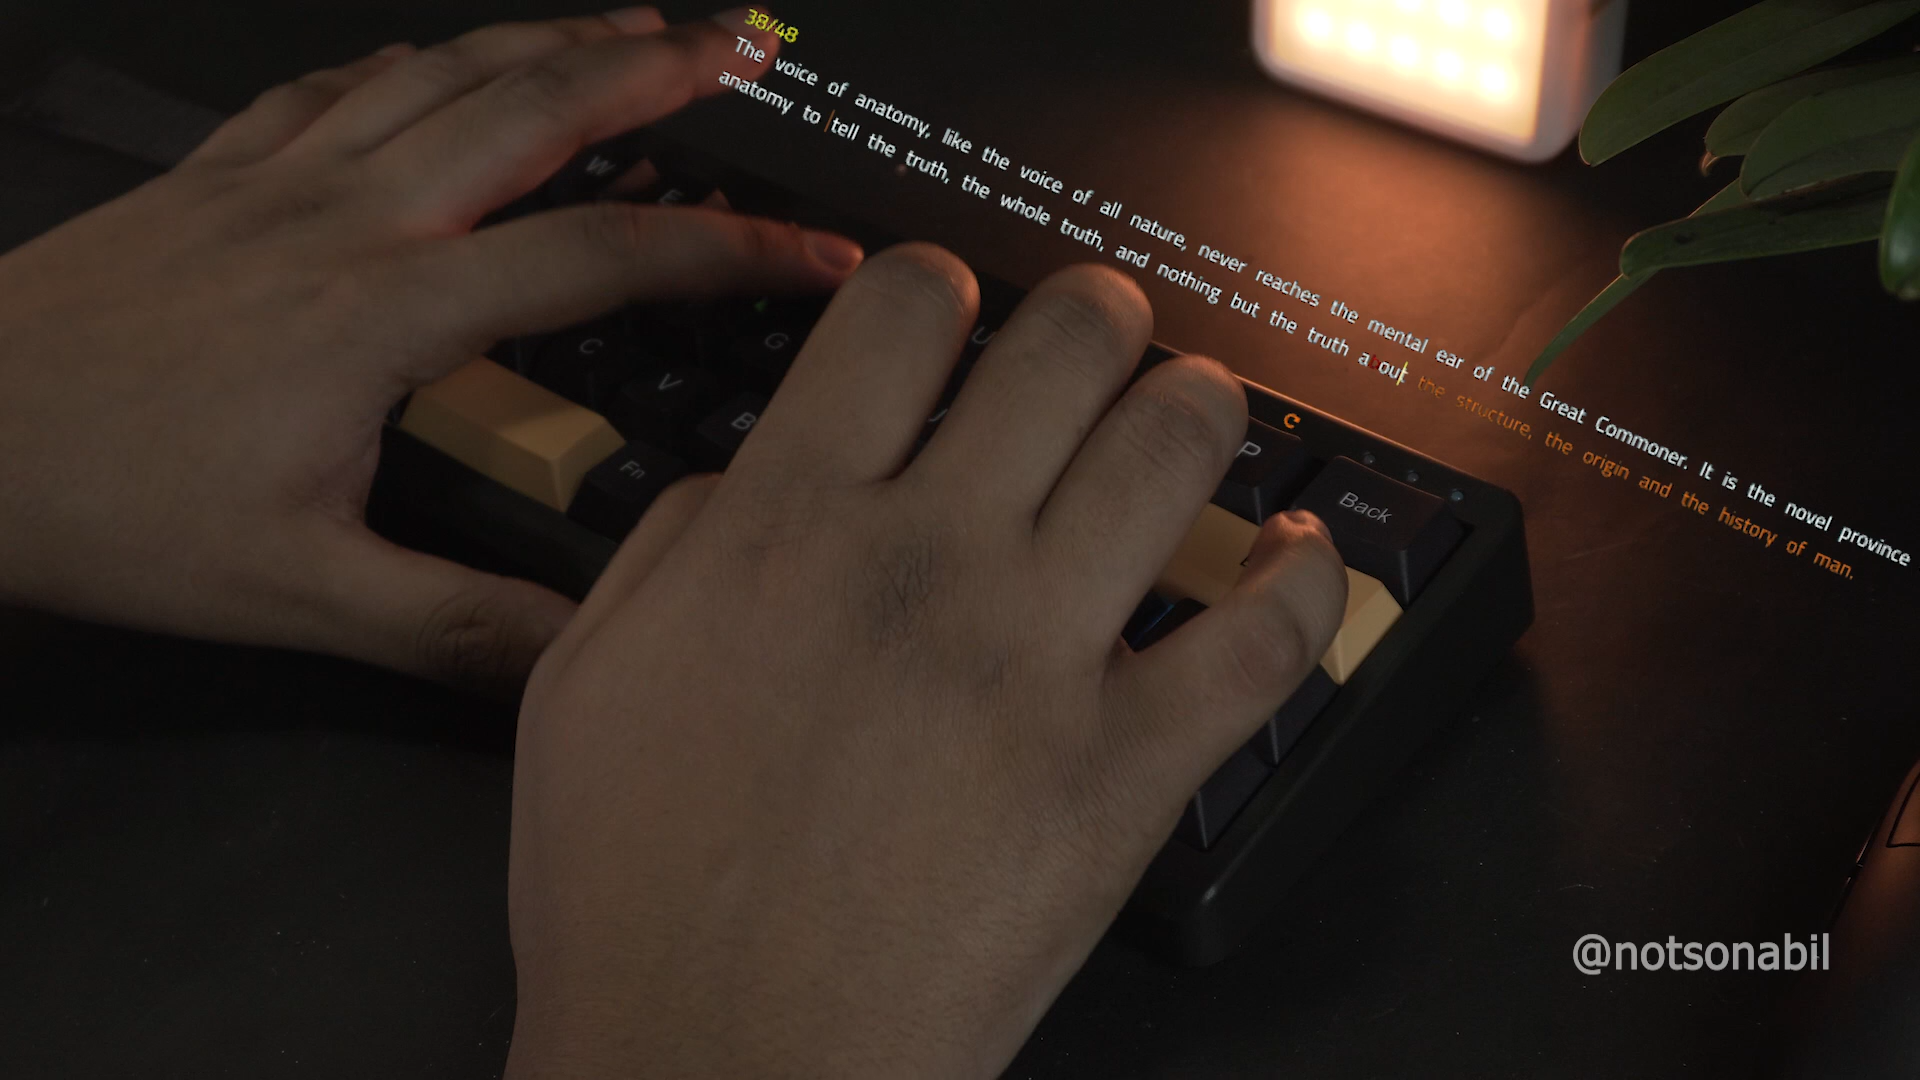 38/48
The voice of anatomy, like the voice of all nature, never reaches the mental ear of the Great Commoner. It is the novel province
anatomy to tell the truth, the whole truth, and nothing but the truth about the structure, the origin and the history of man.
W
E
C
V
G
U
B
J
Fn
P
Back
@notsonabil